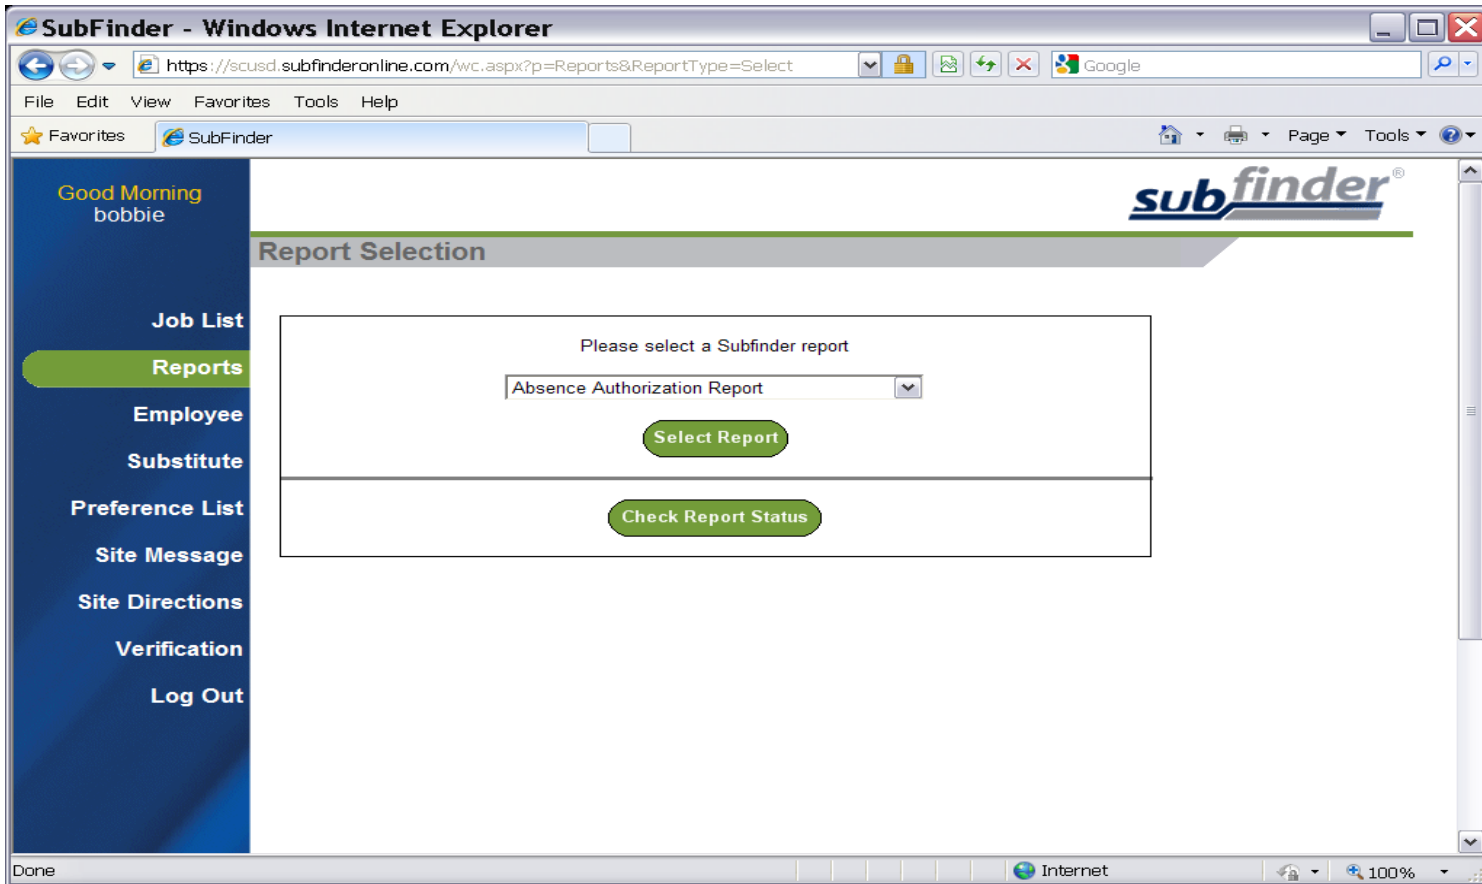 SubFinder - Windows Internet Explorer
https://scusd.subfinderonline.com/wc.aspx?p=Reports&ReportType=Select
Google
File Edit View Favorites Tools Help
Favorites SubFinder Page Tools
Good Morning
bobbie
subfinder®
Report Selection
Job List
Reports
Employee
Substitute
Preference List
Site Message
Site Directions
Verification
Log Out
Please select a Subfinder report
Absence Authorization Report
Select Report
Check Report Status
Done Internet 100%